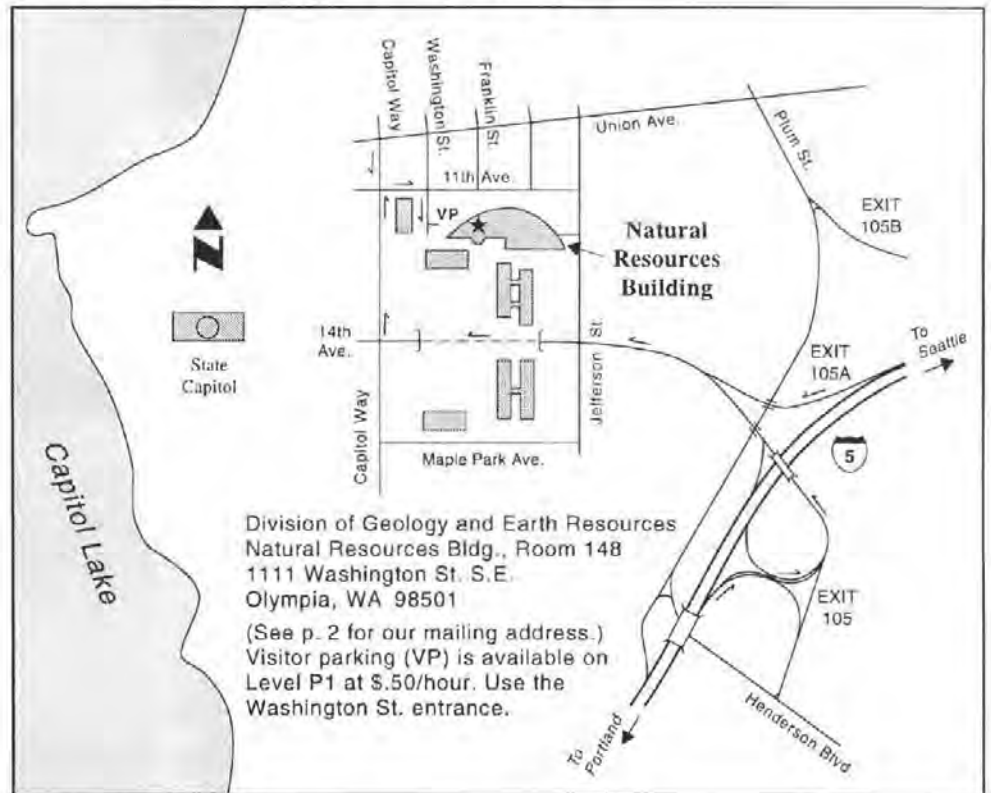 Capitol Way
Washington St.
Franklin St.
Union Ave.
Plum St.
11th Ave.
EXIT
105B
VP
Natural
Resources
Building
N
State
Capitol
14th
Ave.
Jefferson St.
To
Seattle
EXIT
105A
5
Capitol Way
Maple Park Ave.
Capitol Lake
Division of Geology and Earth Resources
Natural Resources Bldg., Room 148
1111 Washington St. S.E.
Olympia, WA 98501
(See p. 2 for our mailing address.)
Visitor parking (VP) is available on
Level P1 at $.50/hour. Use the
Washington St. entrance.
EXIT
105
Henderson Blvd
To
Portland